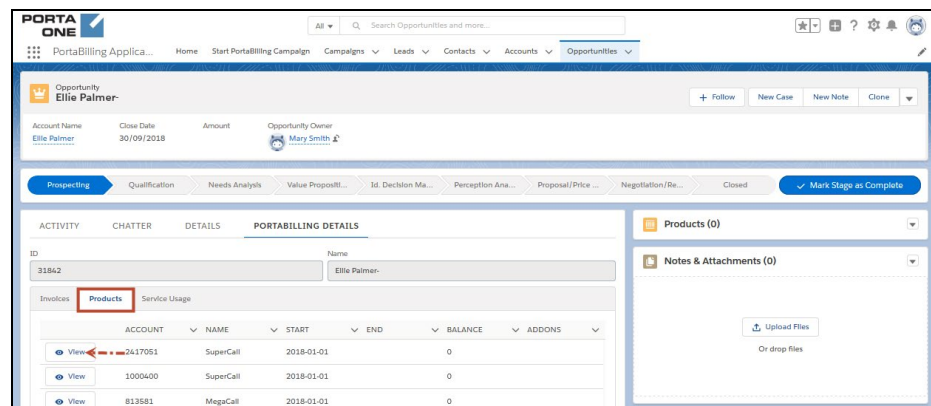 PORTA
ONE
All
Search Opportunities and more...
PortaBilling Applica...
Home Start PortaBilling Campaign Campaigns Leads Contacts Accounts Opportunities
Opportunity
Ellie Palmer-
+ Follow New Case New Note Clone
Account Name Close Date Amount Opportunity Owner
Ellie Palmer 30/09/2018 Mary Smith
Prospecting Qualification Needs Analysis Value Propositi... Id. Decision Ma... Perception Ana... Proposal/Price ... Negotiation/Re... Closed Mark Stage as Complete
ACTIVITY CHATTER DETAILS PORTABILLING DETAILS
Products (0)
ID Name
31842 Ellie Palmer-
Notes & Attachments (0)
Invoices Products Service Usage
ACCOUNT NAME START END BALANCE ADDONS
Upload Files
Or drop files
View 2417051 SuperCall 2018-01-01 0
View 1000400 SuperCall 2018-01-01 0
View 813581 MegaCall 2018-01-01 0